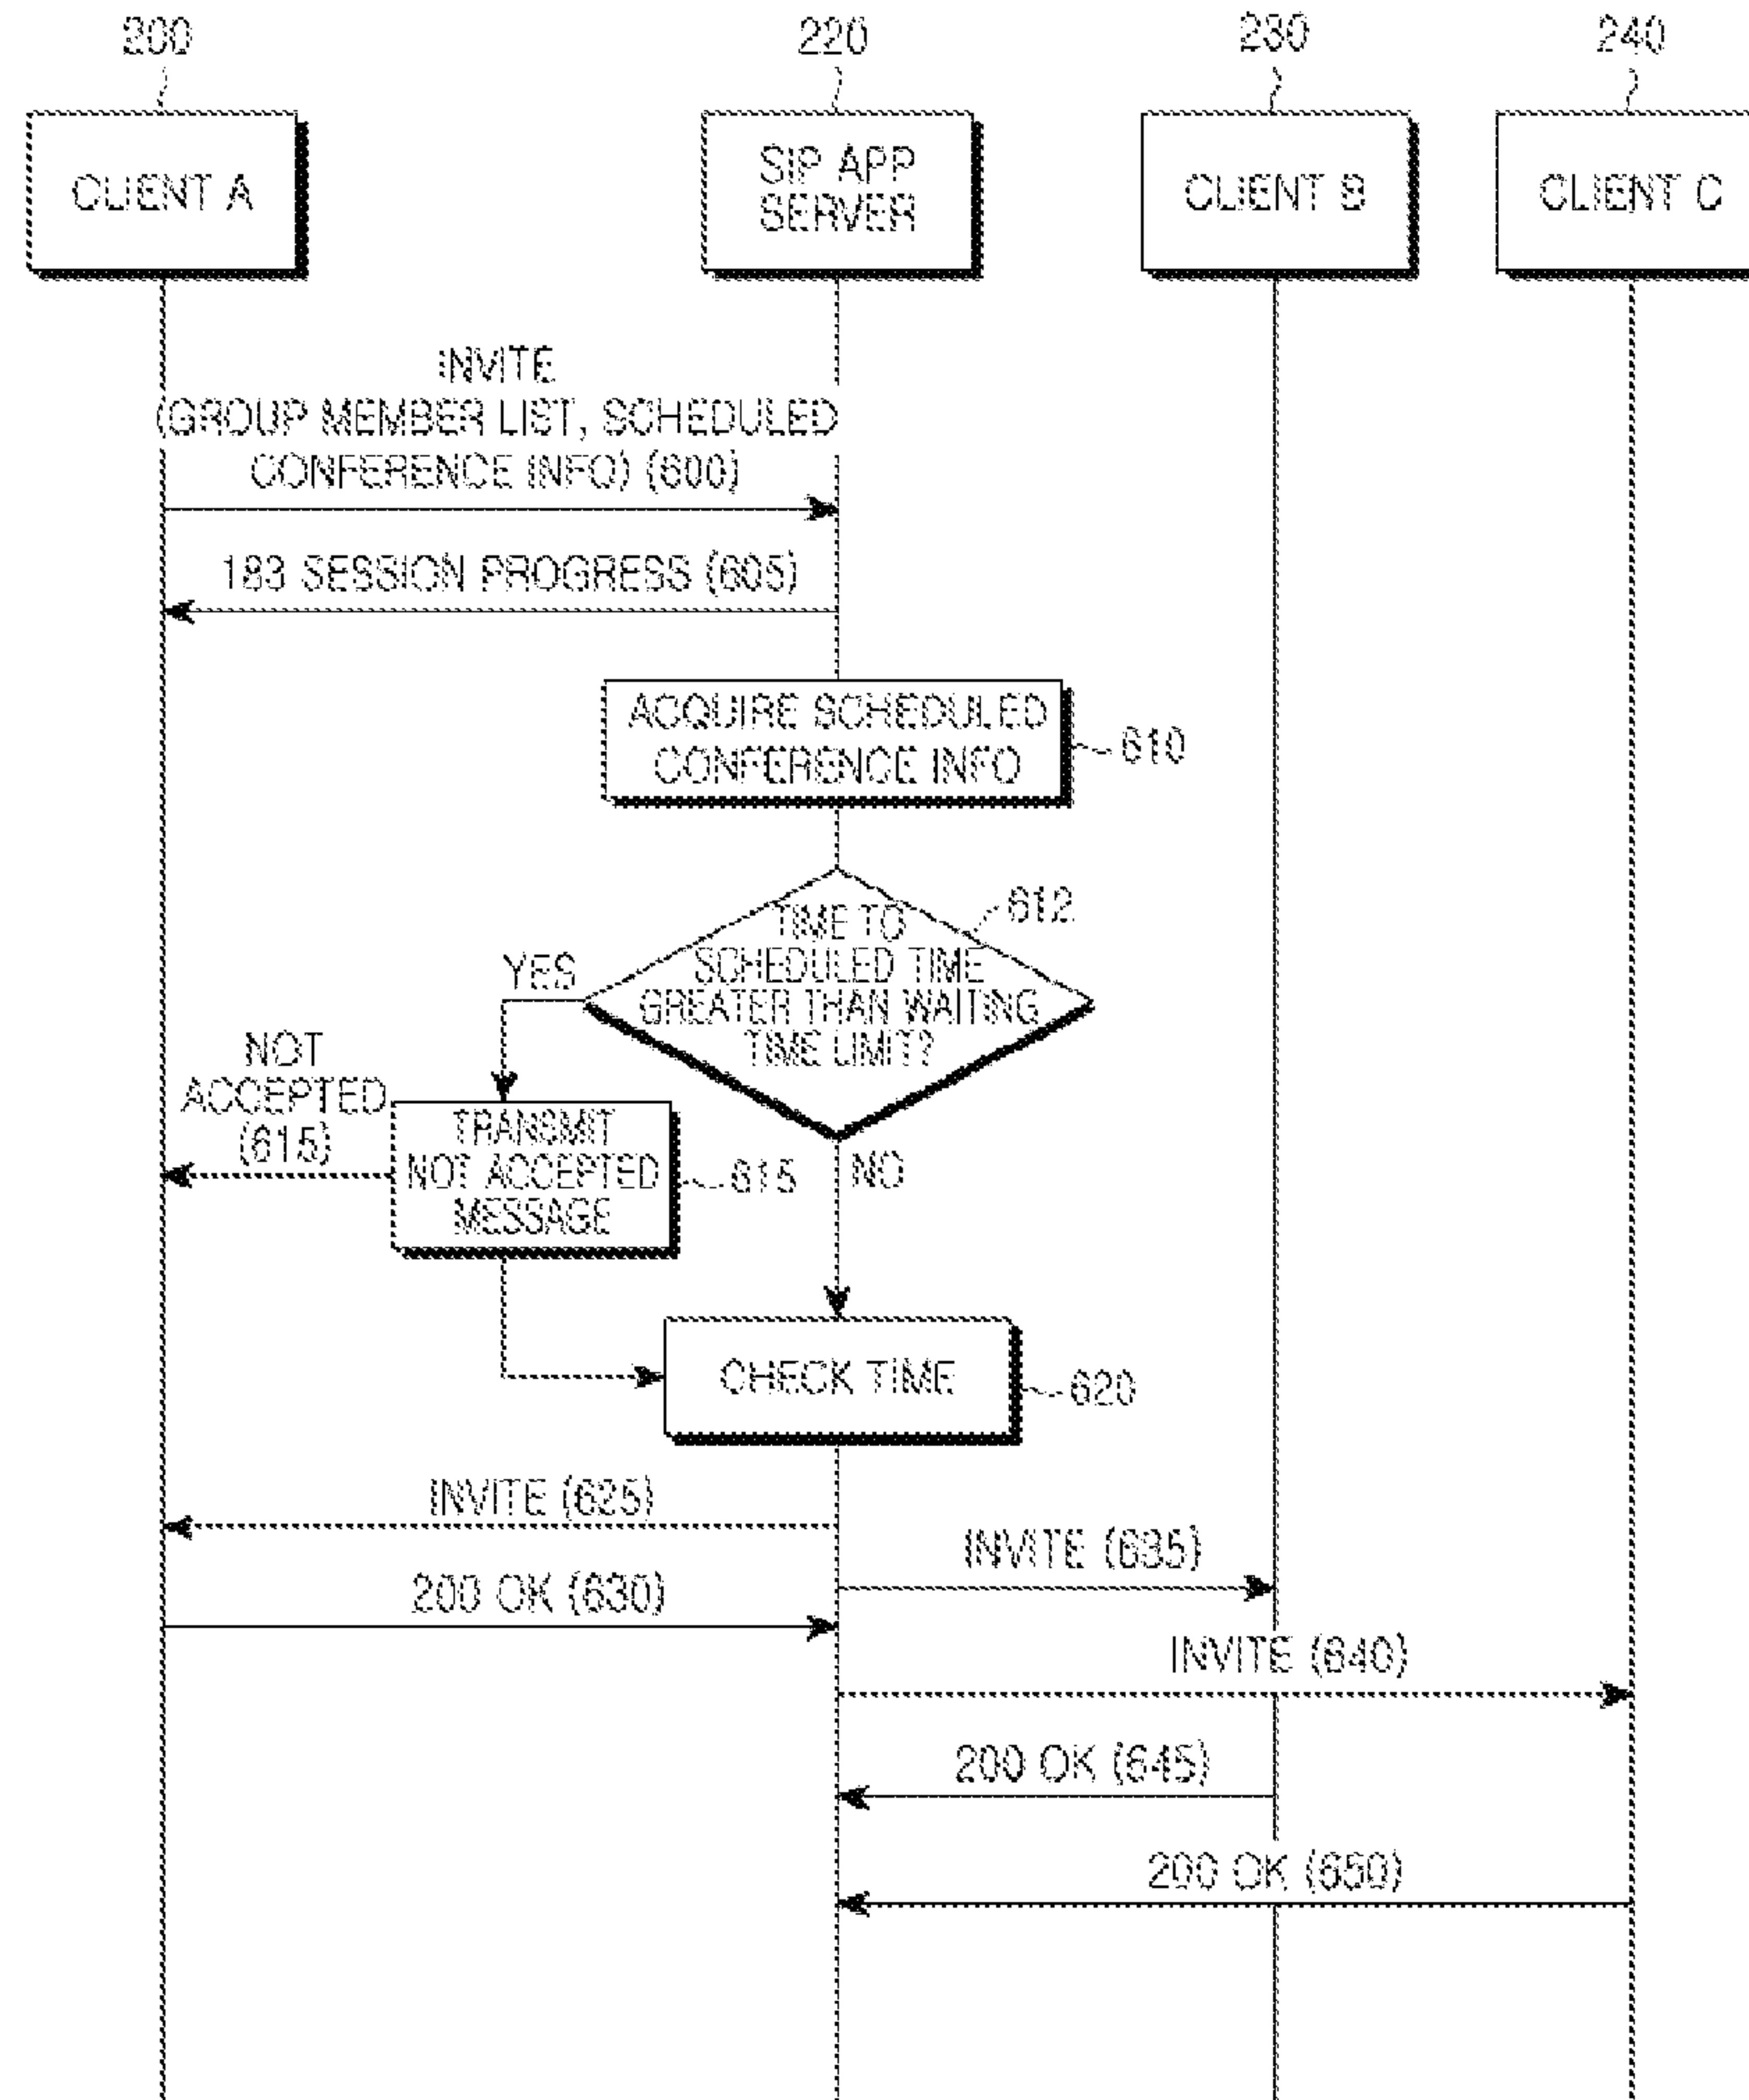 200
220
230
240
CLIENT A
SIP APP
SERVER
CLIENT B
CLIENT C
INVITE
(GROUP MEMBER LIST, SCHEDULED
CONFERENCE INFO) (600)
183 SESSION PROGRESS (605)
ACQUIRE SCHEDULED
CONFERENCE INFO
610
TIME TO
SCHEDULED TIME
GREATER THAN WAITING
TIME LIMIT?
612
YES
NOT
ACCEPTED
(615)
TRANSMIT
NOT ACCEPTED
MESSAGE
615
NO
CHECK TIME
620
INVITE (625)
INVITE (635)
200 OK (630)
INVITE (640)
200 OK (645)
200 OK (650)